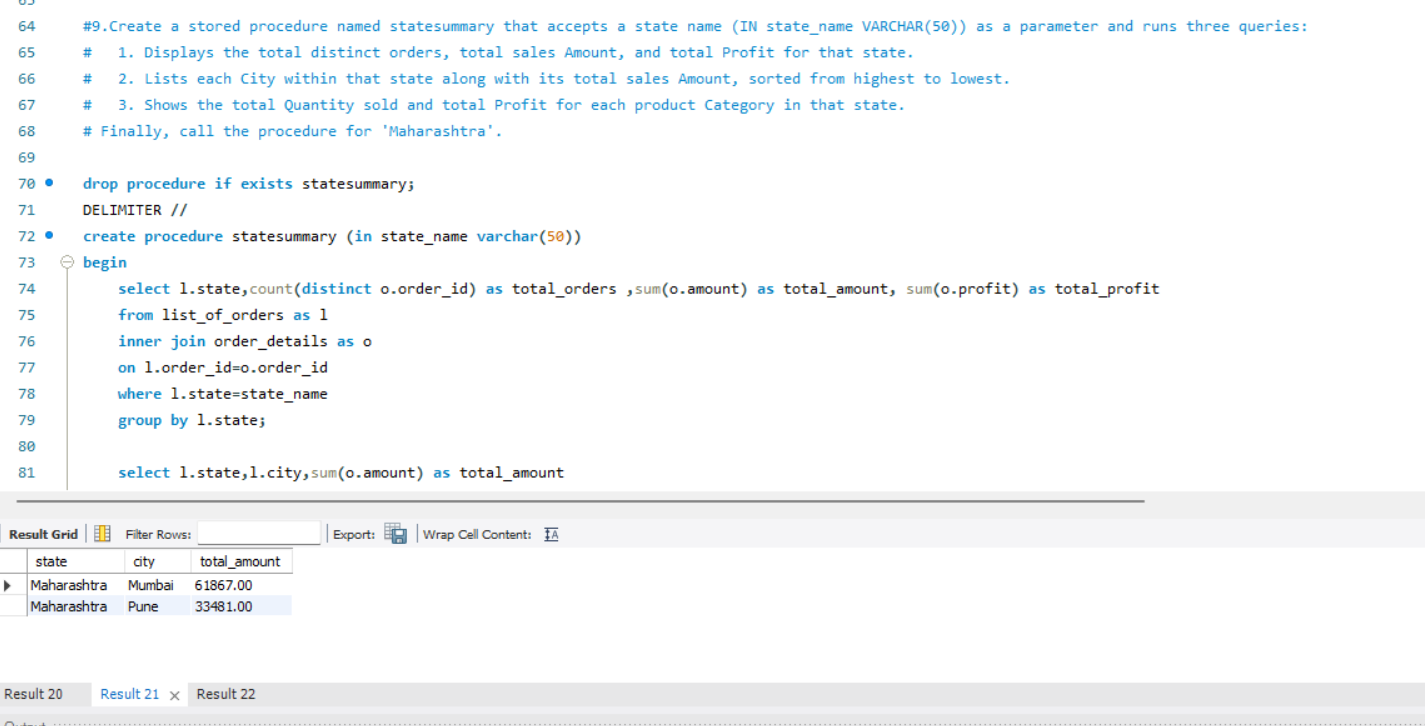 64 #9.Create a stored procedure named statesummary that accepts a state name (IN state_name VARCHAR(50)) as a parameter and runs three queries:
65 #   1. Displays the total distinct orders, total sales Amount, and total Profit for that state.
66 #   2. Lists each City within that state along with its total sales Amount, sorted from highest to lowest.
67 #   3. Shows the total Quantity sold and total Profit for each product Category in that state.
68 # Finally, call the procedure for 'Maharashtra'.
69
70 drop procedure if exists statesummary;
71 DELIMITER //
72 create procedure statesummary (in state_name varchar(50))
73 begin
74 select l.state,count(distinct o.order_id) as total_orders ,sum(o.amount) as total_amount, sum(o.profit) as total_profit
75 from list_of_orders as l
76 inner join order_details as o
77 on l.order_id=o.order_id
78 where l.state=state_name
79 group by l.state;
80
81 select l.state,l.city,sum(o.amount) as total_amount
Result Grid Filter Rows: Export: Wrap Cell Content:
state city total_amount
Maharashtra Mumbai 61867.00
Maharashtra Pune 33481.00
Result 20 Result 21 × Result 22